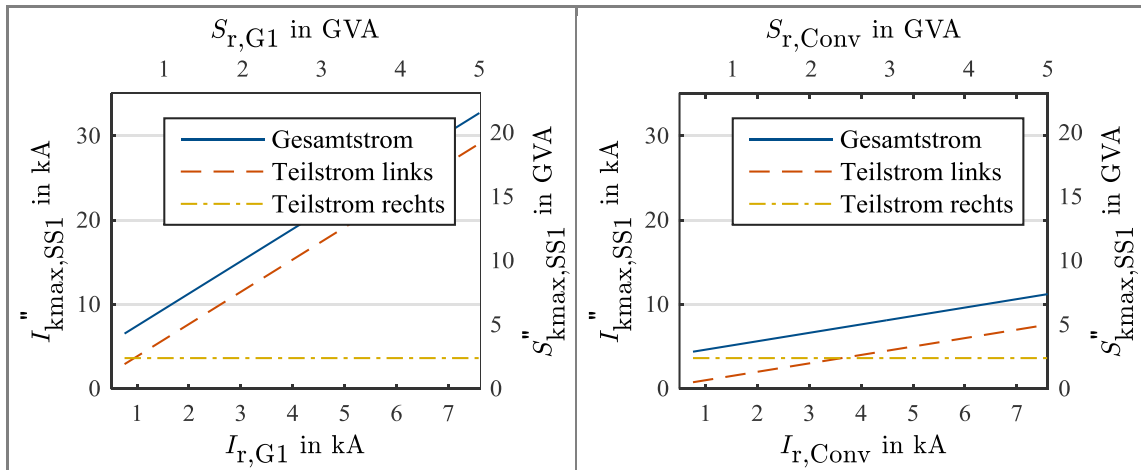 S_r,G1 in GVA
1 2 3 4 5
I"_kmax,SS1 in kA
30
20
10
0
Gesamtstrom
Teilstrom links
Teilstrom rechts
20
15
10
5
0
S"_kmax,SS1 in GVA
1 2 3 4 5 6 7
I_r,G1 in kA
S_r,Conv in GVA
1 2 3 4 5
I"_kmax,SS1 in kA
30
20
10
0
Gesamtstrom
Teilstrom links
Teilstrom rechts
20
15
10
5
0
S"_kmax,SS1 in GVA
1 2 3 4 5 6 7
I_r,Conv in kA